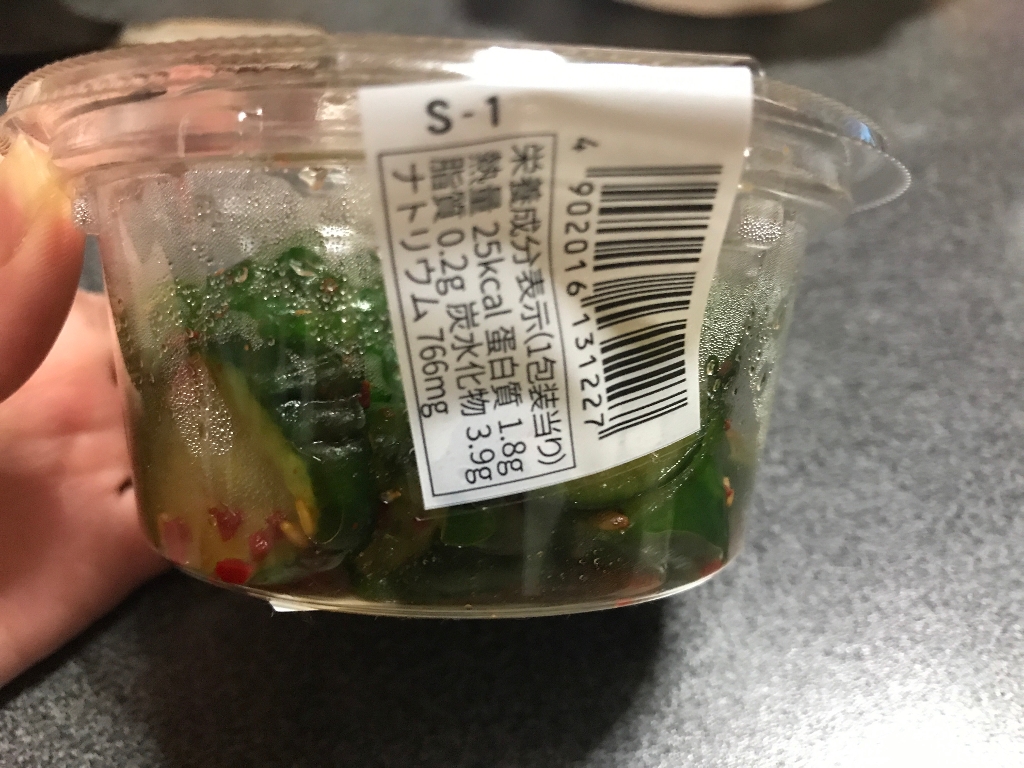 S-1
栄養成分表示(1包装当り)
熱量 25kcal 蛋白質 1.8g
脂質 0.2g 炭水化物 3.9g
ナトリウム 766mg
4 902016 131227